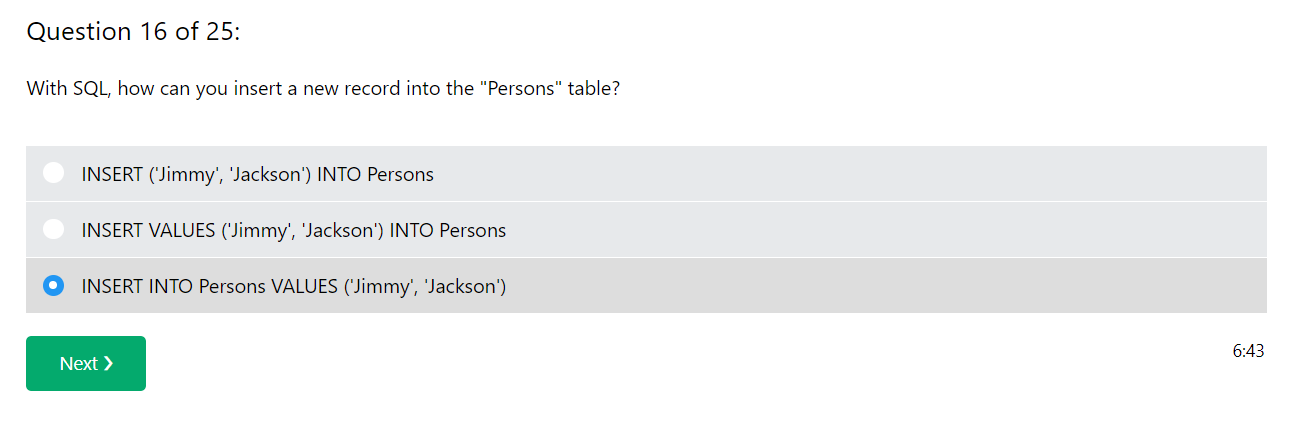 Question 16 of 25:
With SQL, how can you insert a new record into the "Persons" table?
INSERT ('Jimmy', 'Jackson') INTO Persons
INSERT VALUES ('Jimmy', 'Jackson') INTO Persons
INSERT INTO Persons VALUES ('Jimmy', 'Jackson')
Next ❯
6:43